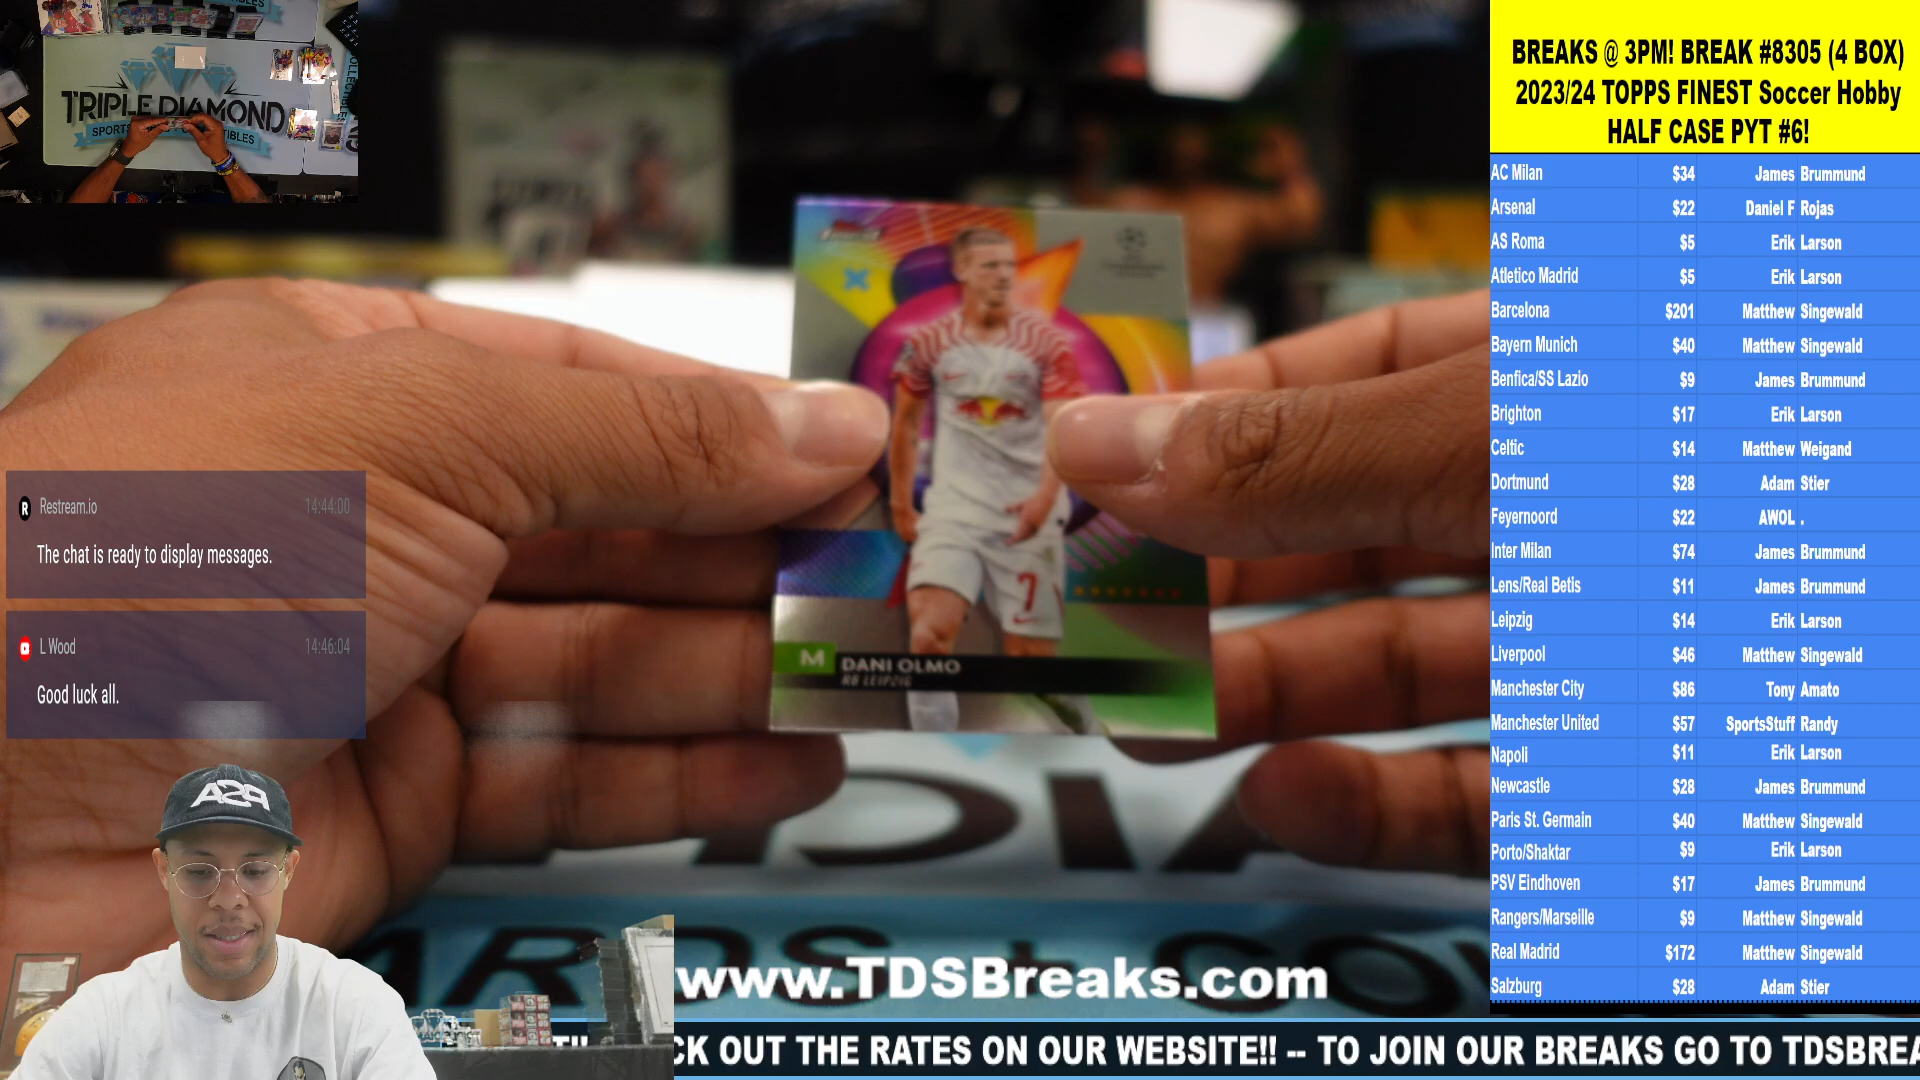 TRIPLE DIAMOND
SPORTS
BREAKS @ 3PM! BREAK #8305 (4 BOX)
2023/24 TOPPS FINEST Soccer Hobby
HALF CASE PYT #6!
AC Milan $34 James Brummund
Arsenal $22 Daniel F Rojas
AS Roma $5 Erik Larson
Atletico Madrid $5 Erik Larson
Barcelona $201 Matthew Singewald
Bayern Munich $40 Matthew Singewald
Benfica/SS Lazio $9 James Brummund
Brighton $17 Erik Larson
Celtic $14 Matthew Weigand
Dortmund $28 Adam Stier
Feyernoord $22 AWOL .
Inter Milan $74 James Brummund
Lens/Real Betis $11 James Brummund
Leipzig $14 Erik Larson
Liverpool $46 Matthew Singewald
Manchester City $86 Tony Amato
Manchester United $57 SportsStuff Randy
Napoli $11 Erik Larson
Newcastle $28 James Brummund
Paris St. Germain $40 Matthew Singewald
Porto/Shaktar $9 Erik Larson
PSV Eindhoven $17 James Brummund
Rangers/Marseille $9 Matthew Singewald
Real Madrid $172 Matthew Singewald
Salzburg $28 Adam Stier
7
M DANI OLMO
RB LEIPZIG
R Restream.io 14:44:00
The chat is ready to display messages.
L Wood 14:46:04
Good luck all.
PSA
www.TDSBreaks.com
CK OUT THE RATES ON OUR WEBSITE!! -- TO JOIN OUR BREAKS GO TO TDSBREA